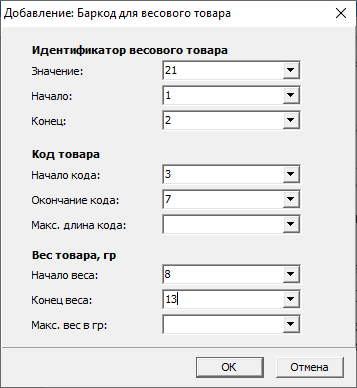 Добавление: Баркод для весового товара
Идентификатор весового товара
Значение: 21
Начало: 1
Конец: 2
Код товара
Начало кода: 3
Окончание кода: 7
Макс. длина кода:
Вес товара, гр
Начало веса: 8
Конец веса: 13
Макс. вес в гр:
ОК Отмена